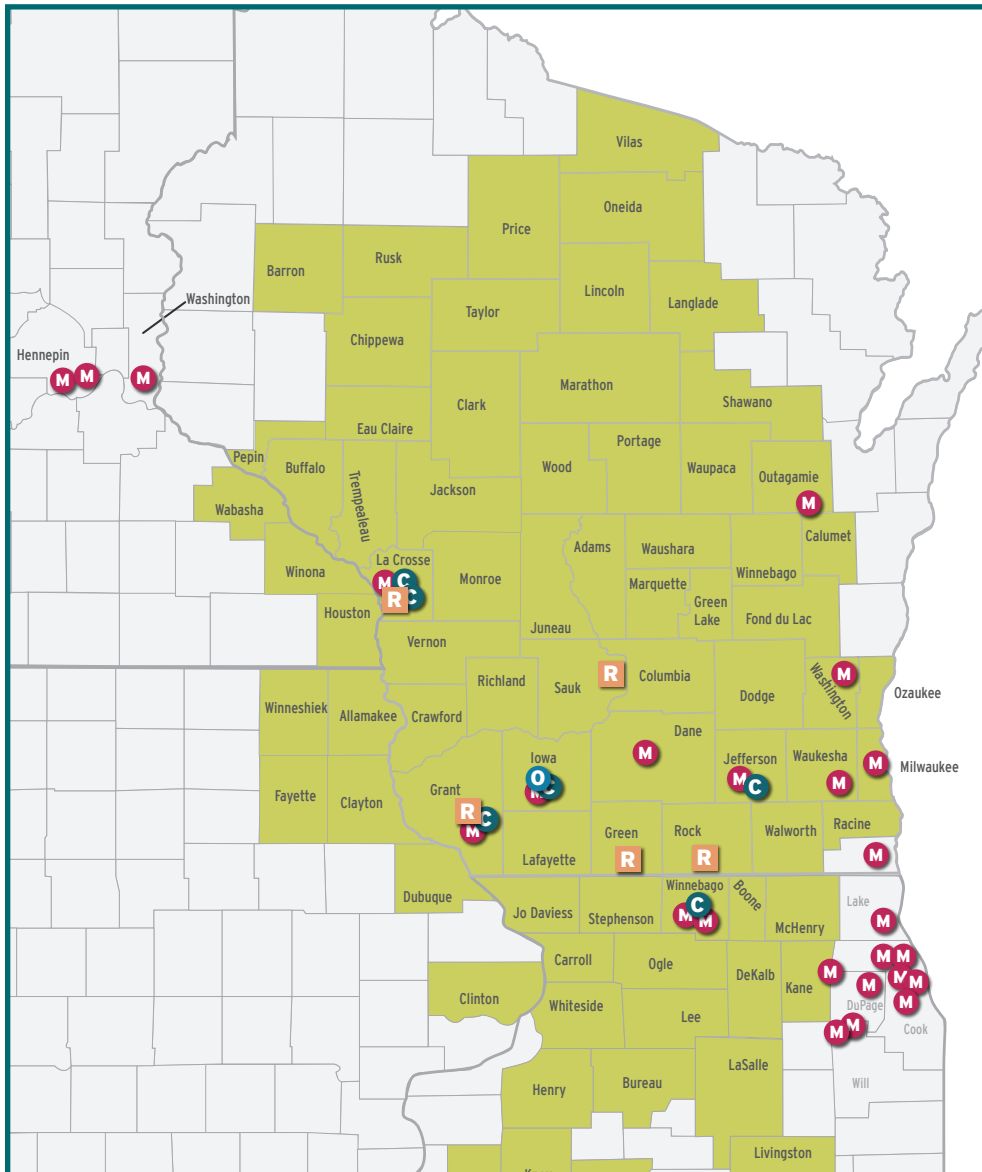 Vilas
Oneida
Price
Rusk
Barron
Washington
Lincoln
Langlade
Taylor
Chippewa
Hennepin
M
M
M
Marathon
Clark
Shawano
Eau Claire
Portage
Pepin
Buffalo
Wood
Waupaca
Outagamie
Trempealeau
Jackson
M
Wabasha
Calumet
Adams
Waushara
La Crosse
Winona
Monroe
Winnebago
M
C
C
R
Marquette
Green
Lake
Houston
Juneau
Fond du Lac
Vernon
Richland
Sauk
R
Columbia
M
Washington
Ozaukee
Dodge
Winneshiek
Allamakee
Crawford
Dane
M
Iowa
O
M
C
Jefferson
M
C
Waukesha
M
M
Milwaukee
Fayette
Clayton
Grant
R
C
M
Lafayette
Green
R
Rock
R
Walworth
Racine
M
Dubuque
Winnebago
C
M
M
Boone
Jo Daviess
Stephenson
McHenry
Lake
M
Carroll
Ogle
DeKalb
Kane
M
M
M
M
M
M
M
DuPage
Cook
M
M
Clinton
Whiteside
Lee
LaSalle
Will
Henry
Bureau
Livingston